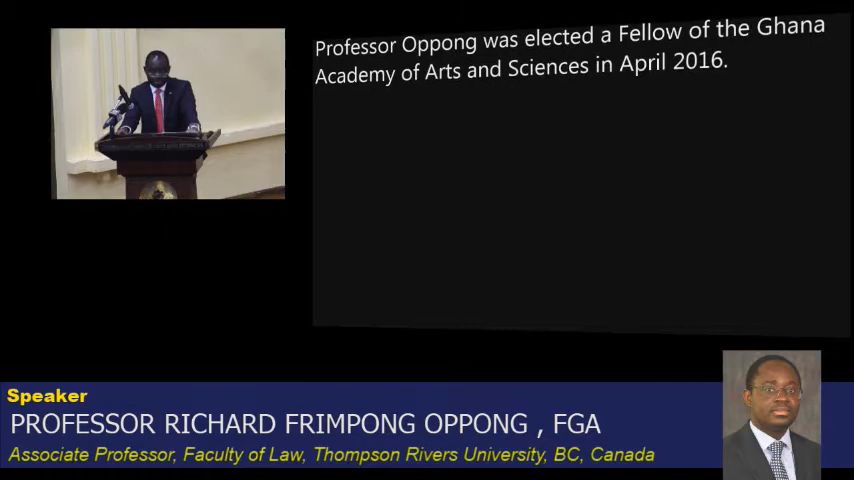 Professor Oppong was elected a Fellow of the Ghana
Academy of Arts and Sciences in April 2016.
Speaker
PROFESSOR RICHARD FRIMPONG OPPONG , FGA
Associate Professor, Faculty of Law, Thompson Rivers University, BC, Canada